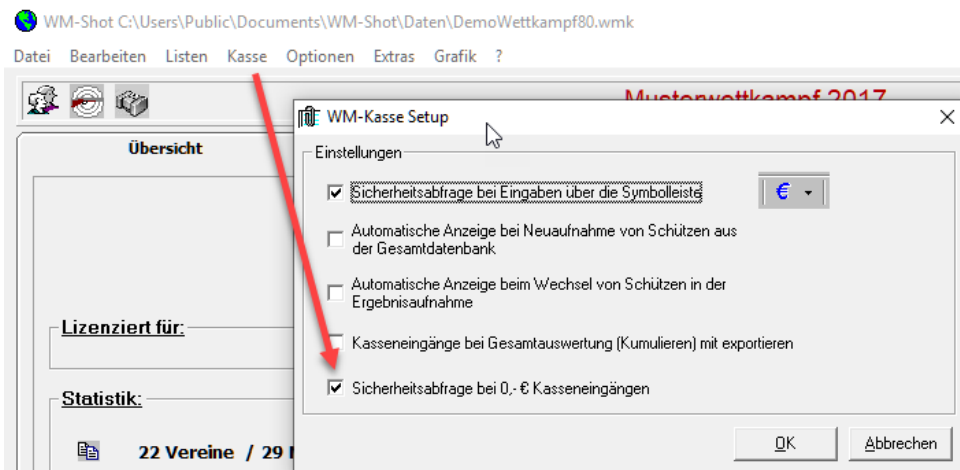 WM-Shot C:\Users\Public\Documents\WM-Shot\Daten\DemoWettkampf80.wmk
Datei Bearbeiten Listen Kasse Optionen Extras Grafik ?
Musterwettkampf 2017
WM-Kasse Setup
Übersicht
Einstellungen
Sicherheitsabfrage bei Eingaben über die Symbolleiste
€
Automatische Anzeige bei Neuaufnahme von Schützen aus
der Gesamtdatenbank
Automatische Anzeige beim Wechsel von Schützen in der
Ergebnisaufnahme
Lizenziert für:
Kasseneingänge bei Gesamtauswertung (Kumulieren) mit exportieren
Sicherheitsabfrage bei 0,- € Kasseneingängen
Statistik:
OK Abbrechen
22 Vereine / 29